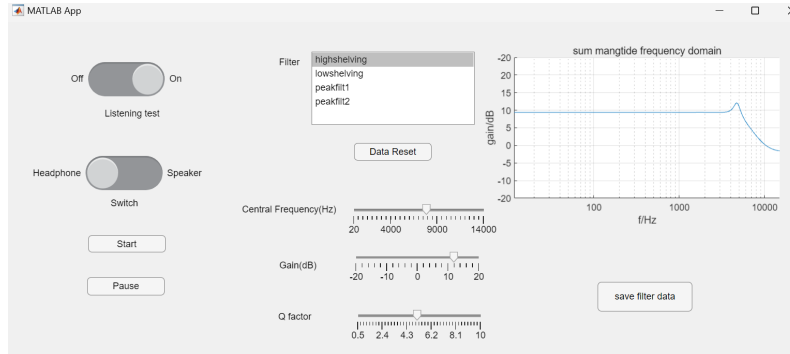 MATLAB App
Off
On
Listening test
Headphone
Speaker
Switch
Start
Pause
Filter
highshelving
lowshelving
peakfilt1
peakfilt2
Data Reset
Central Frequency(Hz)
20 4000 9000 14000
Gain(dB)
-20 -10 0 10 20
Q factor
0.5 2.4 4.3 6.2 8.1 10
sum mangtide frequency domain
gain/dB
-20
20
15
10
5
0
-5
-10
-20
100 1000 10000
f/Hz
save filter data